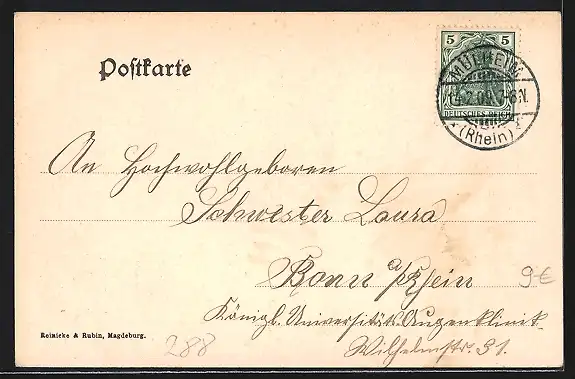 Postkarte
5 5
DEUTSCHES REICH
MÜLHEIM
(Rhein)
An Hochwohlgeboren
Schwester Laura
Bonn a/Rhein
9€
Königl. Universitäts Augenklinik.
Wilhelmstr. 31.
Reinicke & Rubin, Magdeburg.
288